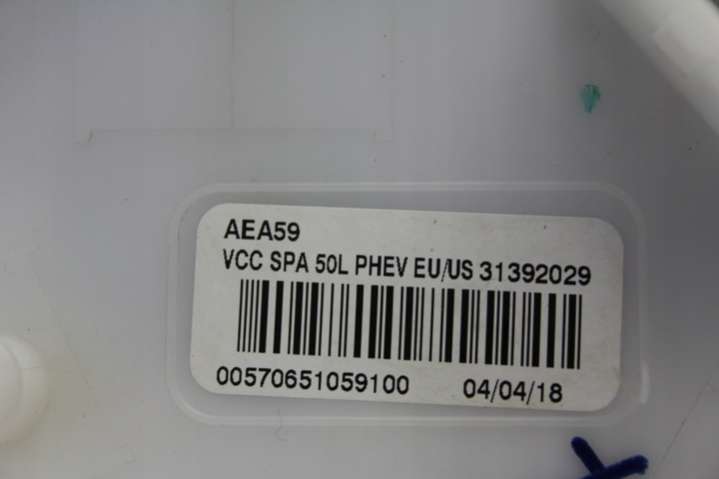 AEA59
VCC SPA 50L PHEV EU/US 31392029
00570651059100 04/04/18